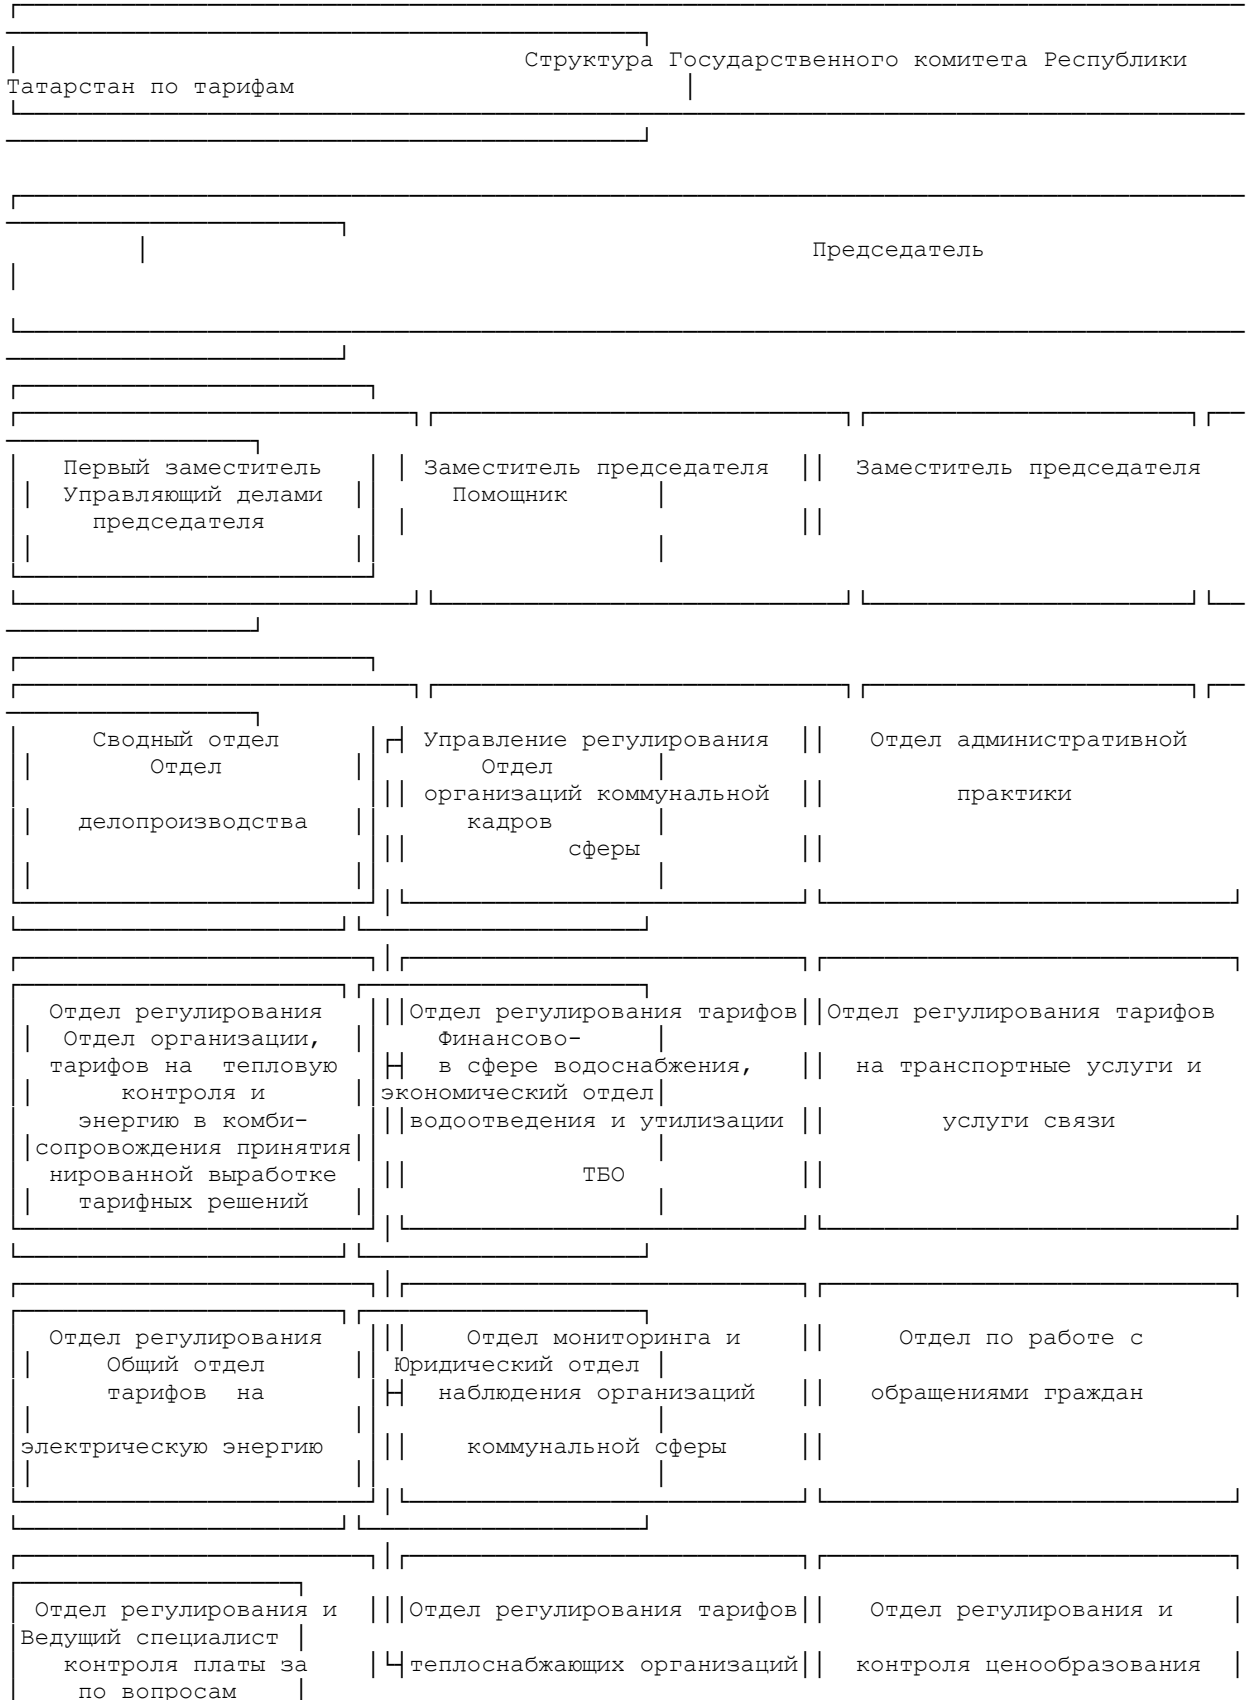 Структура Государственного комитета Республики
Татарстан по тарифам
Председатель
Первый заместитель Заместитель председателя Заместитель председателя
Управляющий делами Помощник
председателя
Сводный отдел Управление регулирования Отдел административной
Отдел Отдел
организаций коммунальной практики
делопроизводства кадров
сферы
Отдел регулирования Отдел регулирования тарифов Отдел регулирования тарифов
Отдел организации, Финансово-
тарифов на тепловую в сфере водоснабжения, на транспортные услуги и
контроля и экономический отдел
энергию в комби- водоотведения и утилизации услуги связи
сопровождения принятия
нированной выработке ТБО
тарифных решений
Отдел регулирования Отдел мониторинга и Отдел по работе с
Общий отдел Юридический отдел
тарифов на наблюдения организаций обращениями граждан
электрическую энергию коммунальной сферы
Отдел регулирования и Отдел регулирования тарифов Отдел регулирования и
Ведущий специалист
контроля платы за теплоснабжающих организаций контроля ценообразования
по вопросам